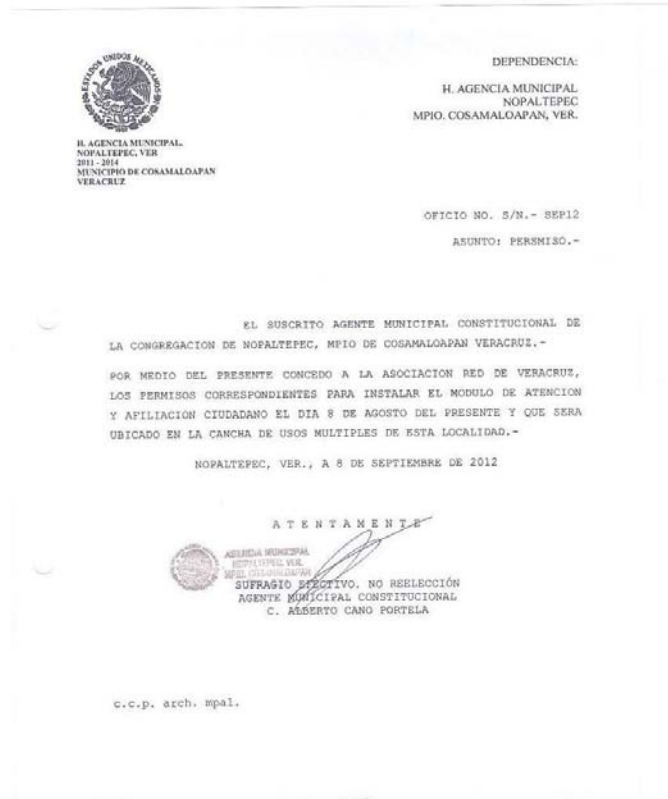 ESTADOS UNIDOS MEXICANOS
DEPENDENCIA:
H. AGENCIA MUNICIPAL
NOPALTEPEC
MPIO. COSAMALOAPAN, VER.
H. AGENCIA MUNICIPAL.
NOPALTEPEC, VER
2011 - 2014
MUNICIPIO DE COSAMALOAPAN
VERACRUZ
OFICIO NO. S/N.- SEP12
ASUNTO: PERSMISO.-
EL SUSCRITO AGENTE MUNICIPAL CONSTITUCIONAL DE
LA CONGREGACION DE NOPALTEPEC, MPIO DE COSAMALOAPAN VERACRUZ.-
POR MEDIO DEL PRESENTE CONCEDO A LA ASOCIACION RED DE VERACRUZ,
LOS PERMISOS CORRESPONDIENTES PARA INSTALAR EL MODULO DE ATENCION
Y AFILIACION CIUDADANO EL DIA 8 DE AGOSTO DEL PRESENTE Y QUE SERA
UBICADO EN LA CANCHA DE USOS MULTIPLES DE ESTA LOCALIDAD.-
NOPALTEPEC, VER., A 8 DE SEPTIEMBRE DE 2012
A T E N T A M E N T E
AGENCIA MUNICIPAL
NOPALTEPEC, VER.
MPIO. COSAMALOAPAN
SUFRAGIO EFECTIVO. NO REELECCIÓN
AGENTE MUNICIPAL CONSTITUCIONAL
C. ALBERTO CANO PORTELA
c.c.p. arch. mpal.